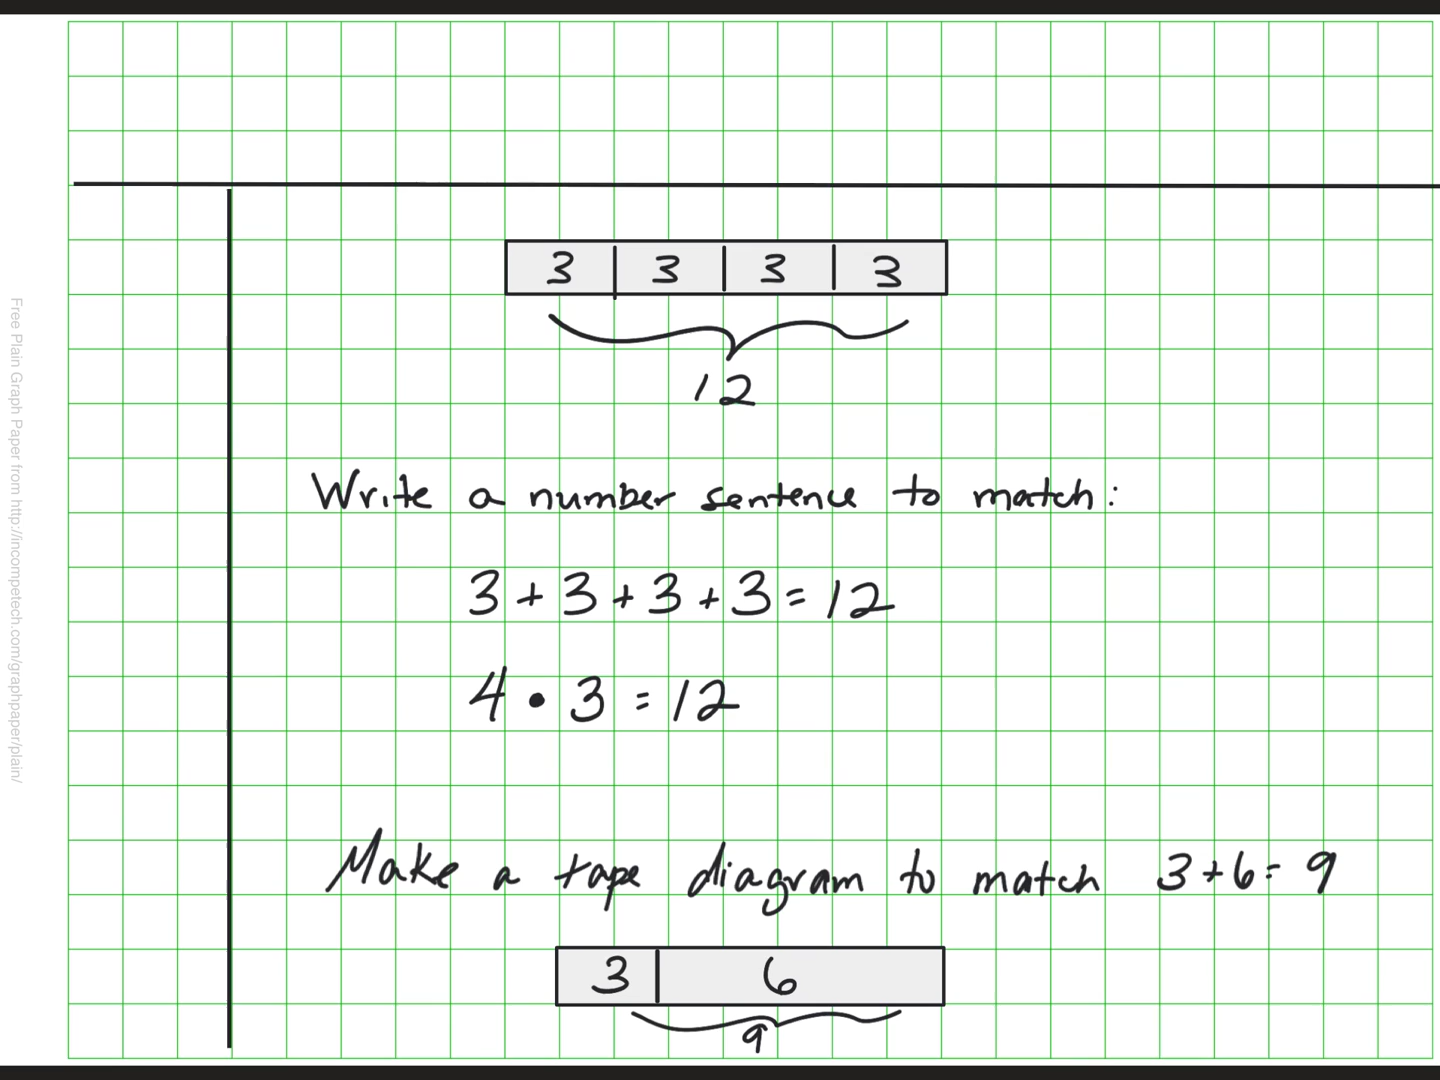 3 3 3 3
12
Write a number sentence to match:
3 + 3 + 3 + 3 = 12
4 • 3 = 12
Make a tape diagram to match 3+6=9
3 6
9
Free Plain Graph Paper from http://incompetech.com/graphpaper/plain/